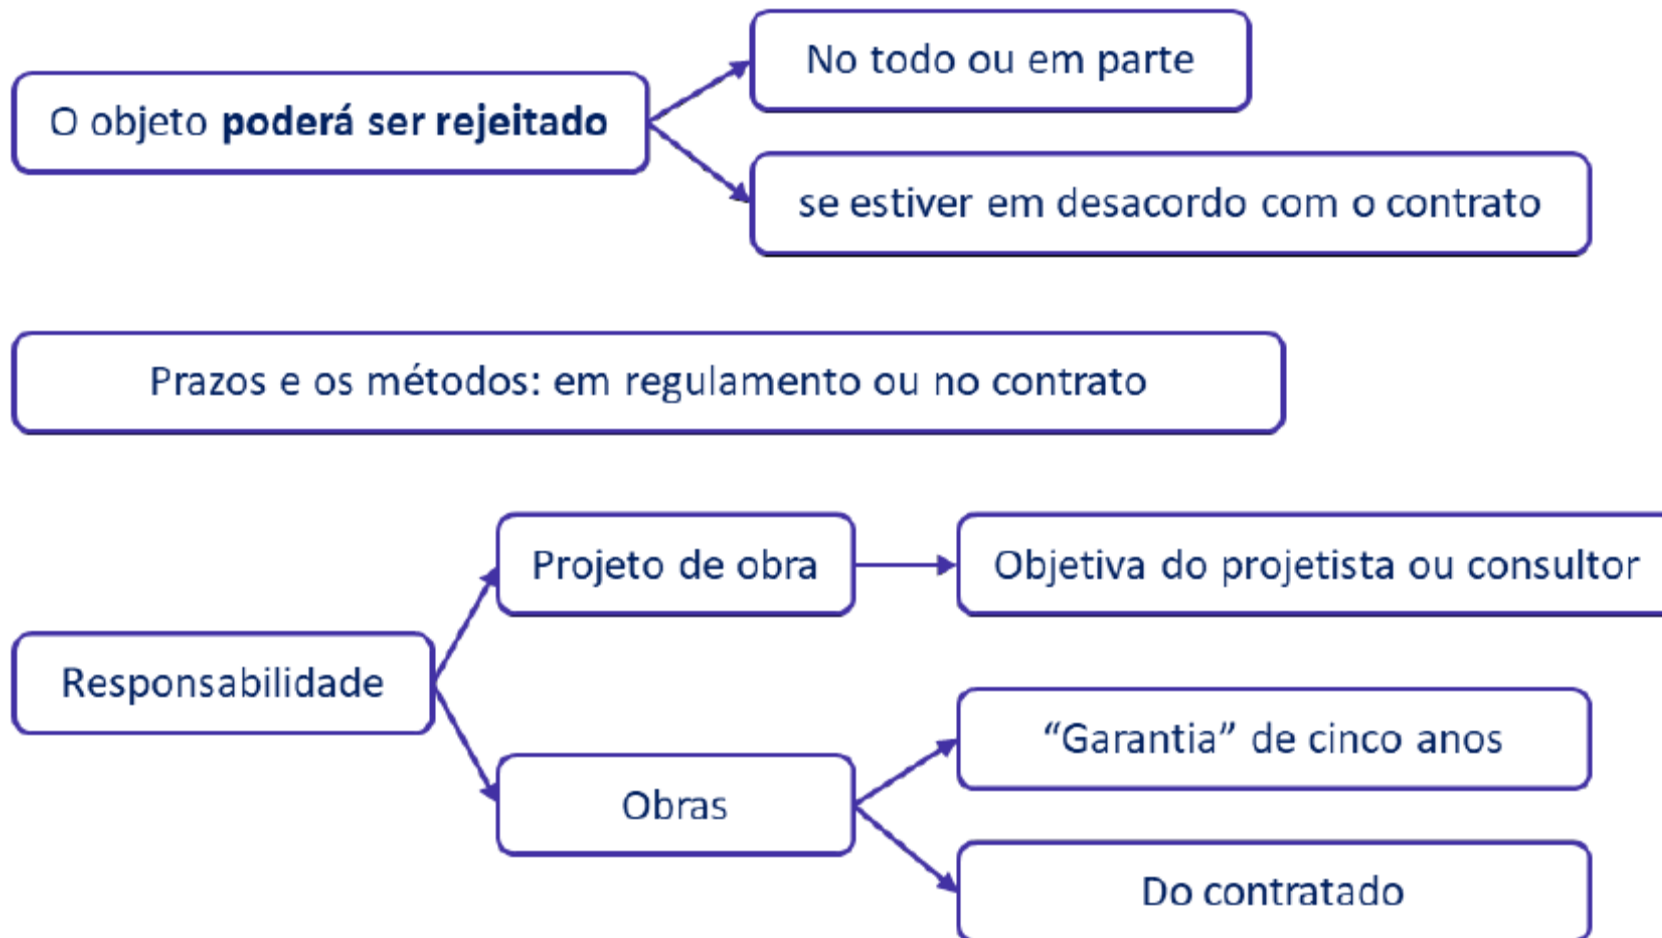 No todo ou em parte
O objeto poderá ser rejeitado
se estiver em desacordo com o contrato
Prazos e os métodos: em regulamento ou no contrato
Projeto de obra
Objetiva do projetista ou consultor
Responsabilidade
“Garantia” de cinco anos
Obras
Do contratado